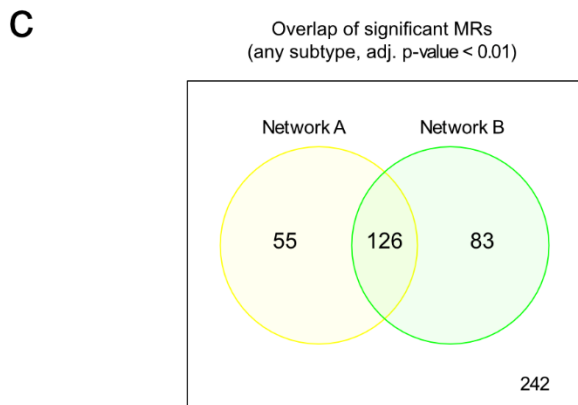 C
Overlap of significant MRs
(any subtype, adj. p-value < 0.01)
Network A Network B
55 126 83
242